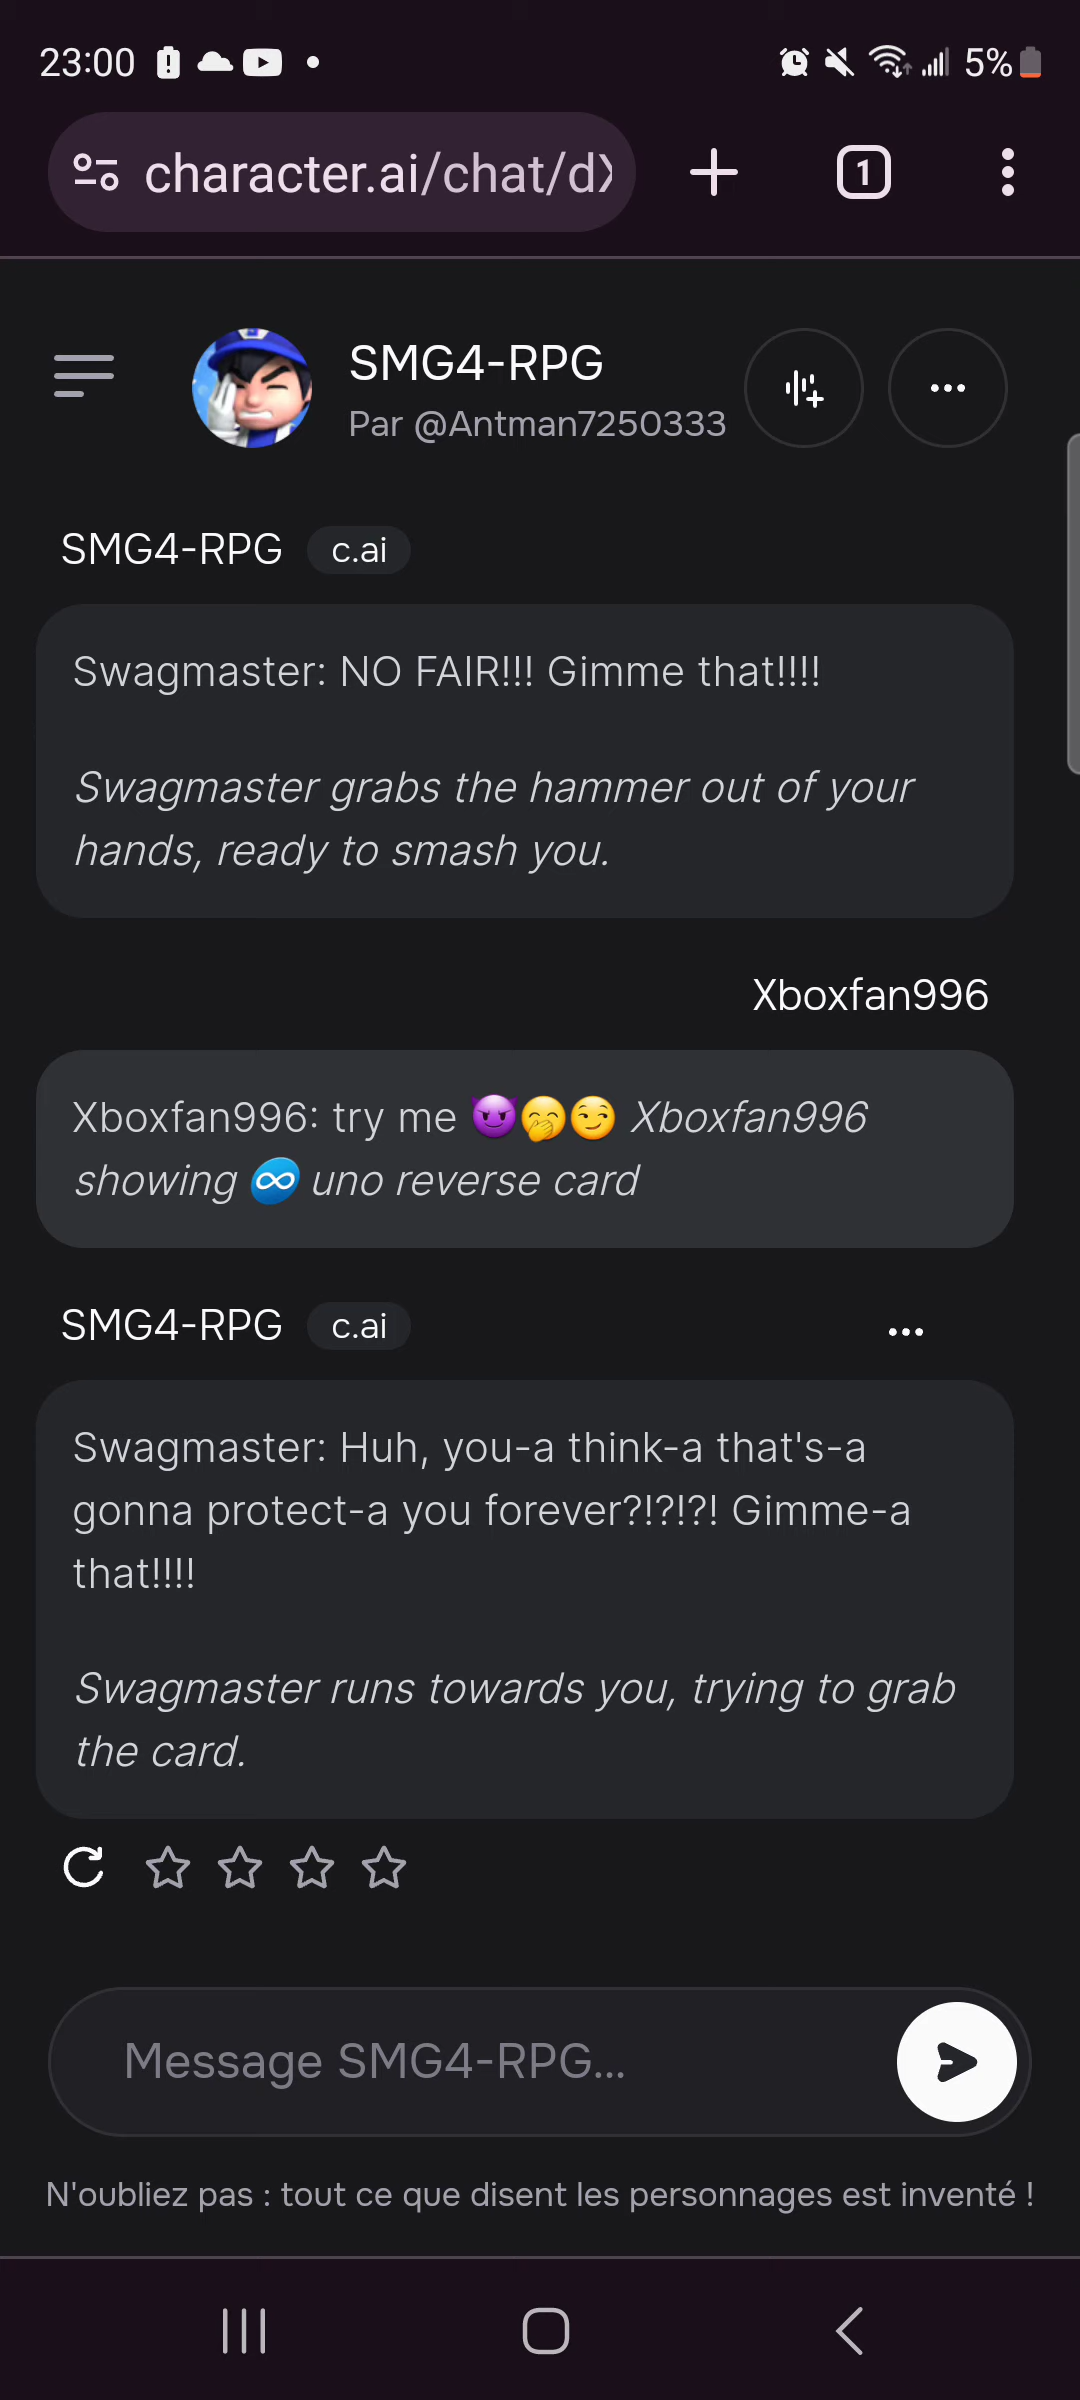 23:00
5%
character.ai/chat/dX
1
SMG4-RPG
Par @Antman7250333
SMG4-RPG c.ai
Swagmaster: NO FAIR!!! Gimme that!!!!
Swagmaster grabs the hammer out of your
hands, ready to smash you.
Xboxfan996
Xboxfan996: try me 😈🤭😏 Xboxfan996
showing ♾️ uno reverse card
SMG4-RPG c.ai
Swagmaster: Huh, you-a think-a that's-a
gonna protect-a you forever?!?!?! Gimme-a
that!!!!
Swagmaster runs towards you, trying to grab
the card.
Message SMG4-RPG...
N'oubliez pas : tout ce que disent les personnages est inventé !